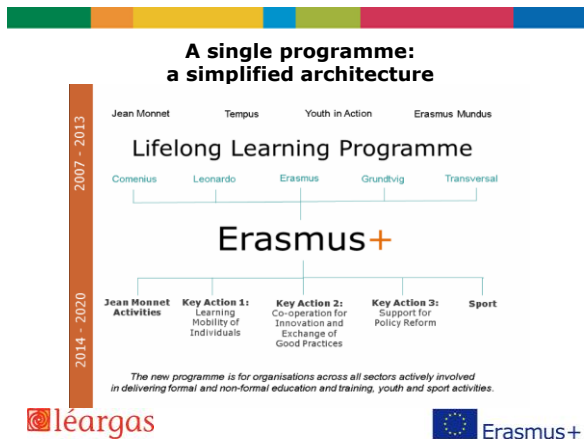 A single programme:
a simplified architecture
2007 - 2013
Jean Monnet Tempus Youth in Action Erasmus Mundus
Lifelong Learning Programme
Comenius Leonardo Erasmus Grundtvig Transversal
Erasmus+
2014 - 2020
Jean Monnet
Activities
Key Action 1:
Learning
Mobility of
Individuals
Key Action 2:
Co-operation for
Innovation and
Exchange of
Good Practices
Key Action 3:
Support for
Policy Reform
Sport
The new programme is for organisations across all sectors actively involved
in delivering formal and non-formal education and training, youth and sport activities.
léargas
Erasmus+